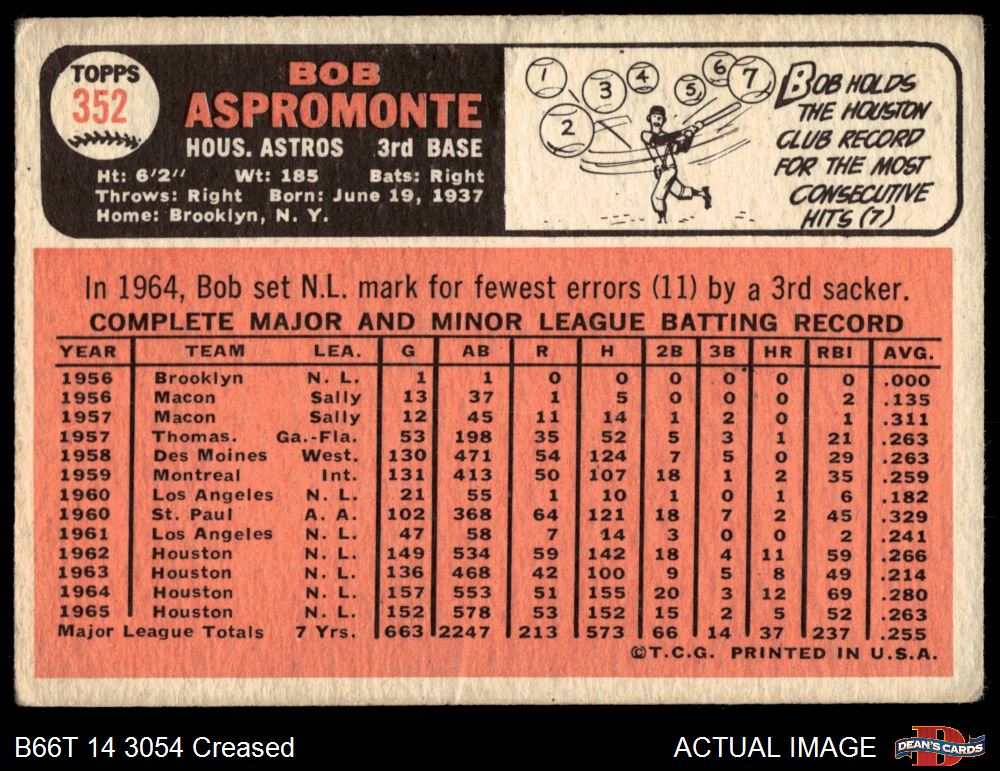 TOPPS
352
BOB
ASPROMONTE
HOUS. ASTROS 3rd BASE
Ht: 6'2" Wt: 185 Bats: Right
Throws: Right Born: June 19, 1937
Home: Brooklyn, N. Y.
1 2 3 4 5 6 7
BOB HOLDS
THE HOUSTON
CLUB RECORD
FOR THE MOST
CONSECUTIVE
HITS (7)
In 1964, Bob set N.L. mark for fewest errors (11) by a 3rd sacker.
COMPLETE MAJOR AND MINOR LEAGUE BATTING RECORD
YEAR TEAM LEA. G AB R H 2B 3B HR RBI AVG.
1956 Brooklyn N. L. 1 1 0 0 0 0 0 0 .000
1956 Macon Sally 13 37 1 5 0 0 0 2 .135
1957 Macon Sally 12 45 11 14 1 2 0 1 .311
1957 Thomas. Ga.-Fla. 53 198 35 52 5 3 1 21 .263
1958 Des Moines West. 130 471 54 124 7 5 0 29 .263
1959 Montreal Int. 131 413 50 107 18 1 2 35 .259
1960 Los Angeles N. L. 21 55 1 10 1 0 1 6 .182
1960 St. Paul A. A. 102 368 64 121 18 7 2 45 .329
1961 Los Angeles N. L. 47 58 7 14 3 0 0 2 .241
1962 Houston N. L. 149 534 59 142 18 4 11 59 .266
1963 Houston N. L. 136 468 42 100 9 5 8 49 .214
1964 Houston N. L. 157 553 51 155 20 3 12 69 .280
1965 Houston N. L. 152 578 53 152 15 2 5 52 .263
Major League Totals 7 Yrs. 663 2247 213 573 66 14 37 237 .255
©T.C.G. PRINTED IN U.S.A.
B66T 14 3054 Creased
ACTUAL IMAGE
D
DEAN'S CARDS